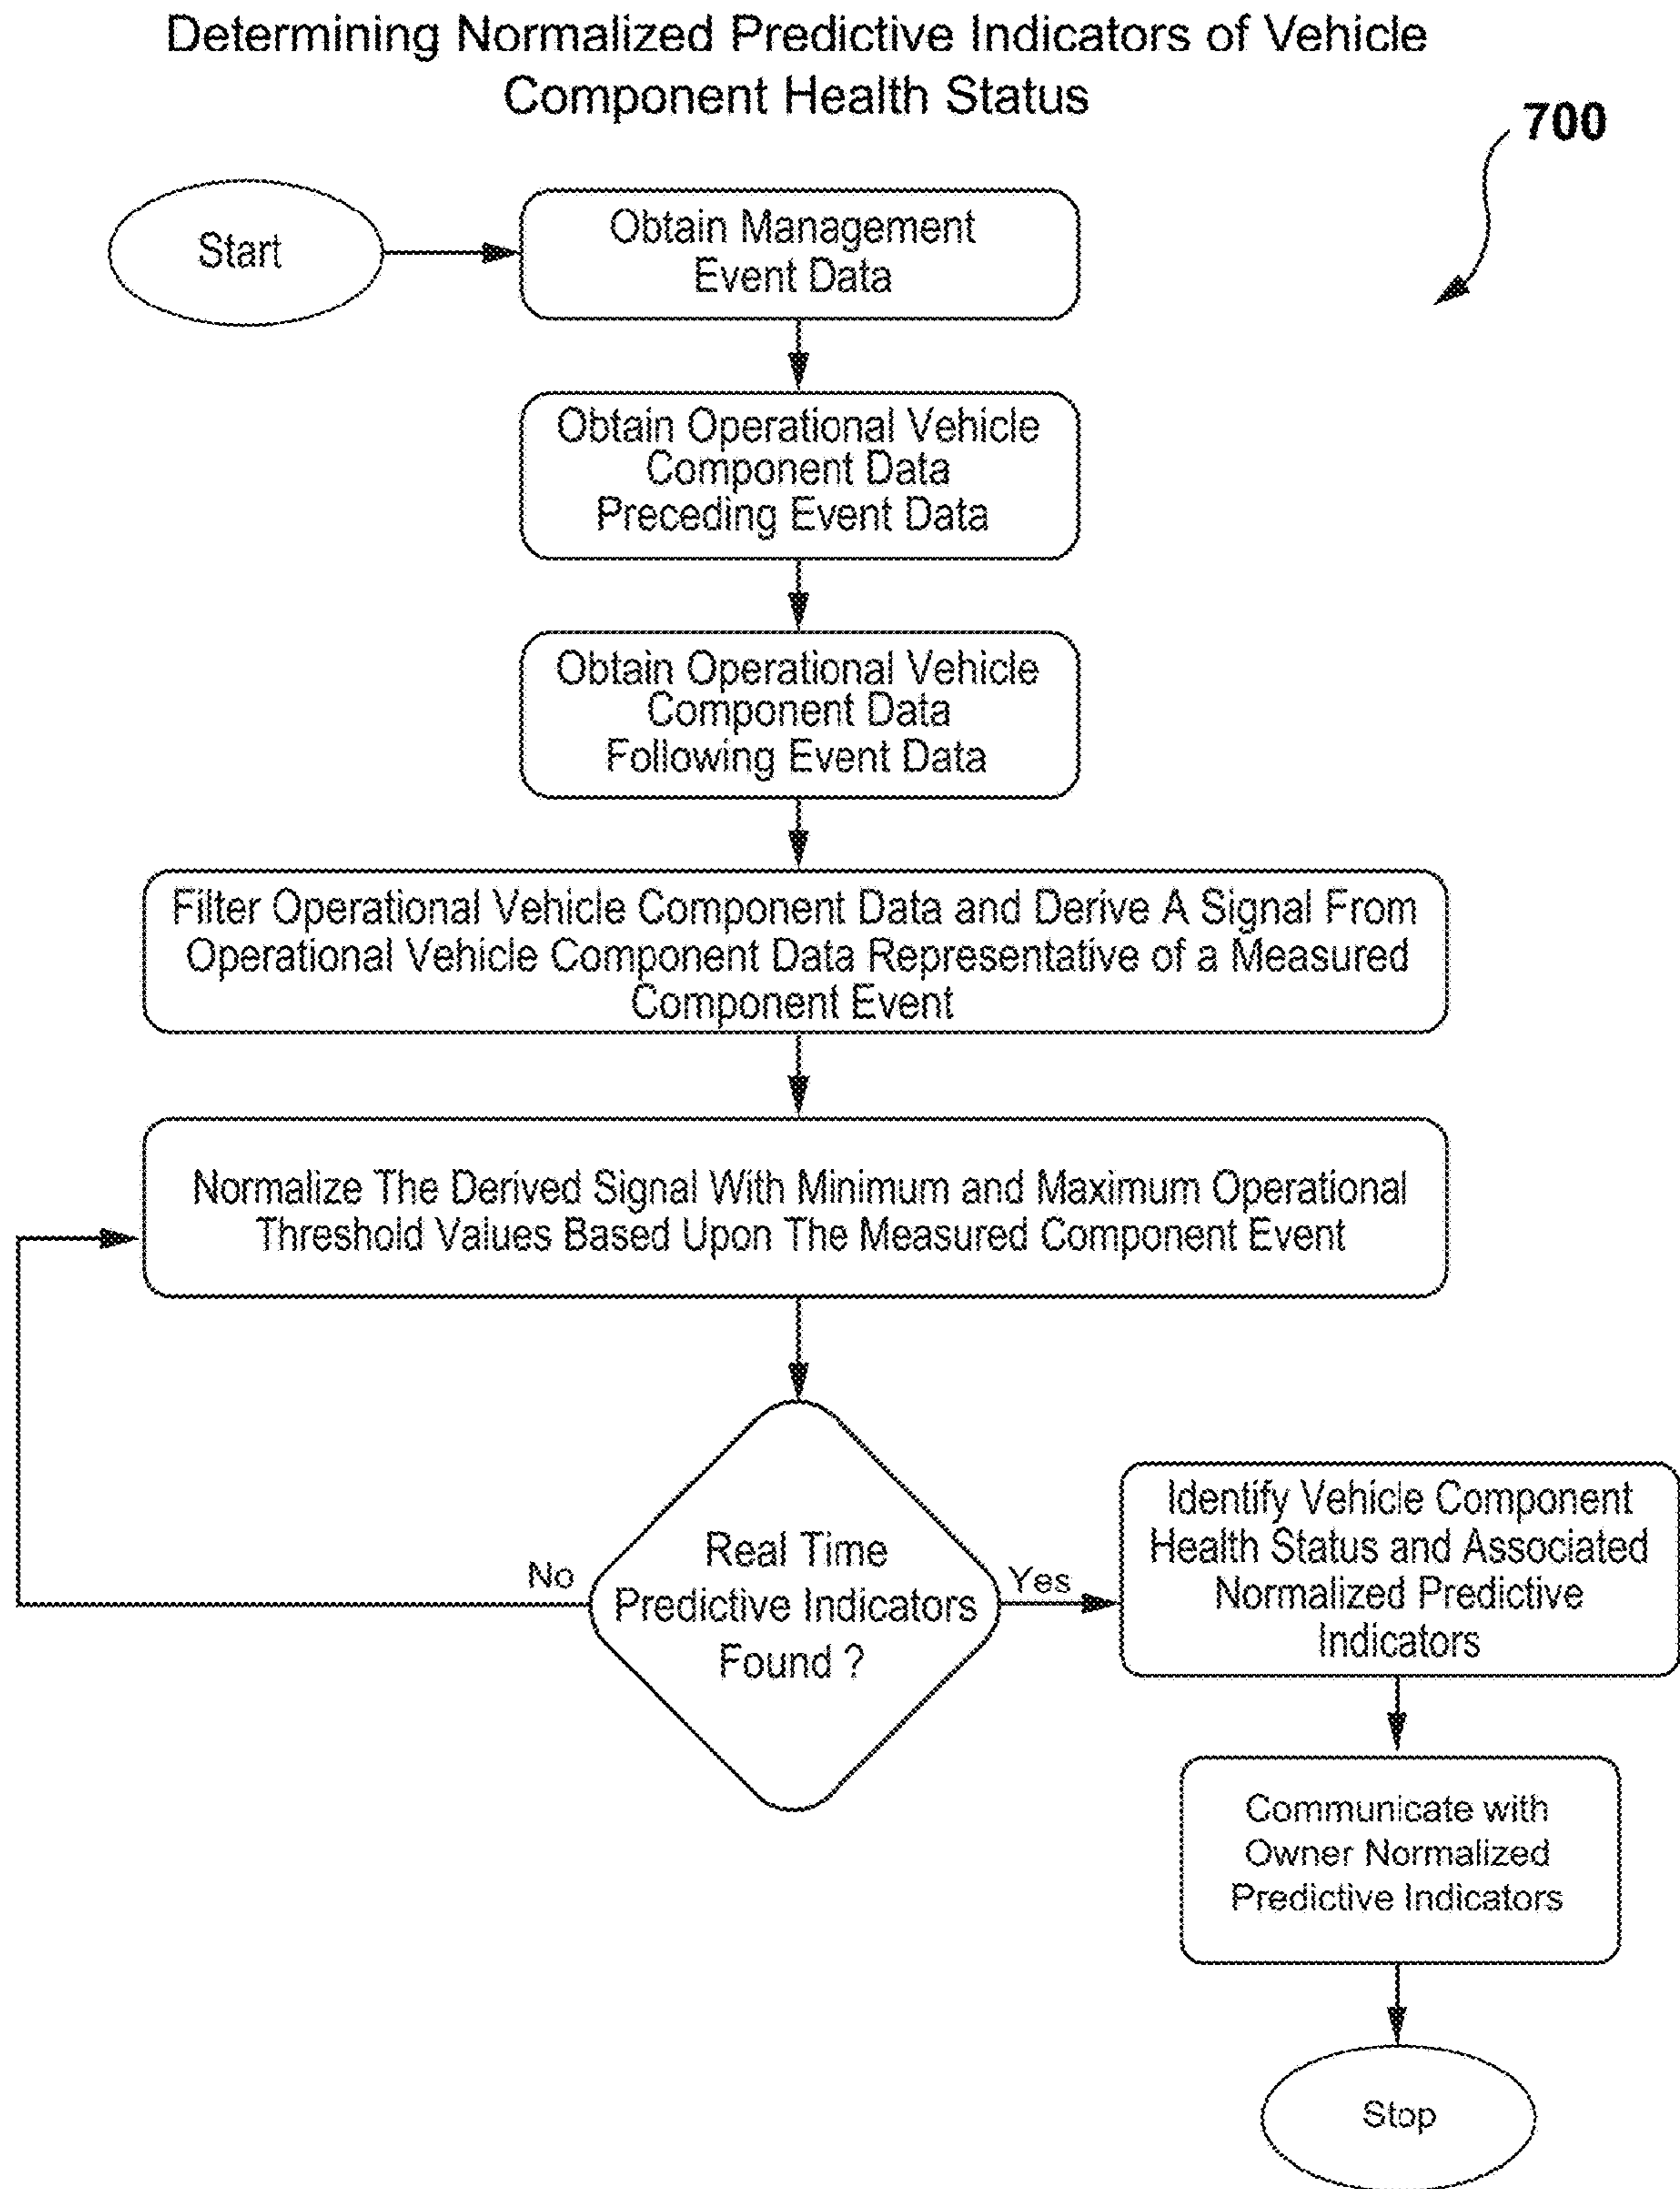 Determining Normalized Predictive Indicators of Vehicle
Component Health Status
700
Start
Obtain Management
Event Data
Obtain Operational Vehicle
Component Data
Preceding Event Data
Obtain Operational Vehicle
Component Data
Following Event Data
Filter Operational Vehicle Component Data and Derive A Signal From
Operational Vehicle Component Data Representative of a Measured
Component Event
Normalize The Derived Signal With Minimum and Maximum Operational
Threshold Values Based Upon The Measured Component Event
Real Time
Predictive Indicators
Found ?
No
Yes
Identify Vehicle Component
Health Status and Associated
Normalized Predictive
Indicators
Communicate with
Owner Normalized
Predictive Indicators
Stop